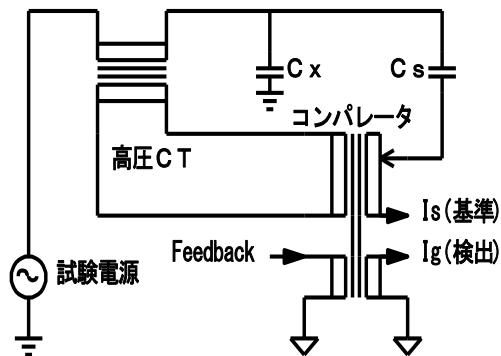 Cx
Cs
コンパレータ
高圧CT
Is(基準)
Feedback
Ig(検出)
試験電源